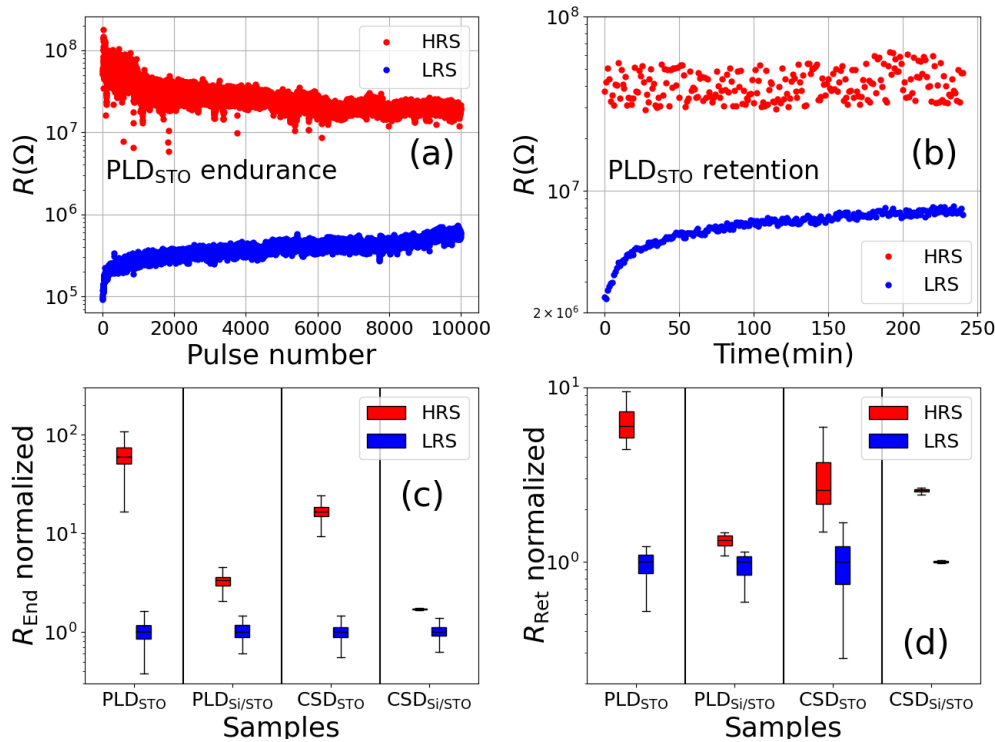 10^8
10^7
10^6
10^5
R(Ω)
HRS
LRS
(a)
PLD_STO endurance
0 2000 4000 6000 8000 10000
Pulse number
10^8
10^7
2 × 10^6
R(Ω)
(b)
PLD_STO retention
HRS
LRS
0 50 100 150 200 250
Time(min)
10^2
10^1
10^0
R_End normalized
HRS
LRS
(c)
PLD_STO PLD_Si/STO CSD_STO CSD_Si/STO
Samples
10^1
10^0
R_Ret normalized
HRS
LRS
(d)
PLD_STO PLD_Si/STO CSD_STO CSD_Si/STO
Samples